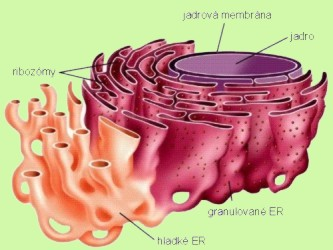 jadrová membrána
jadro
ribozómy
granulované ER
hladké ER